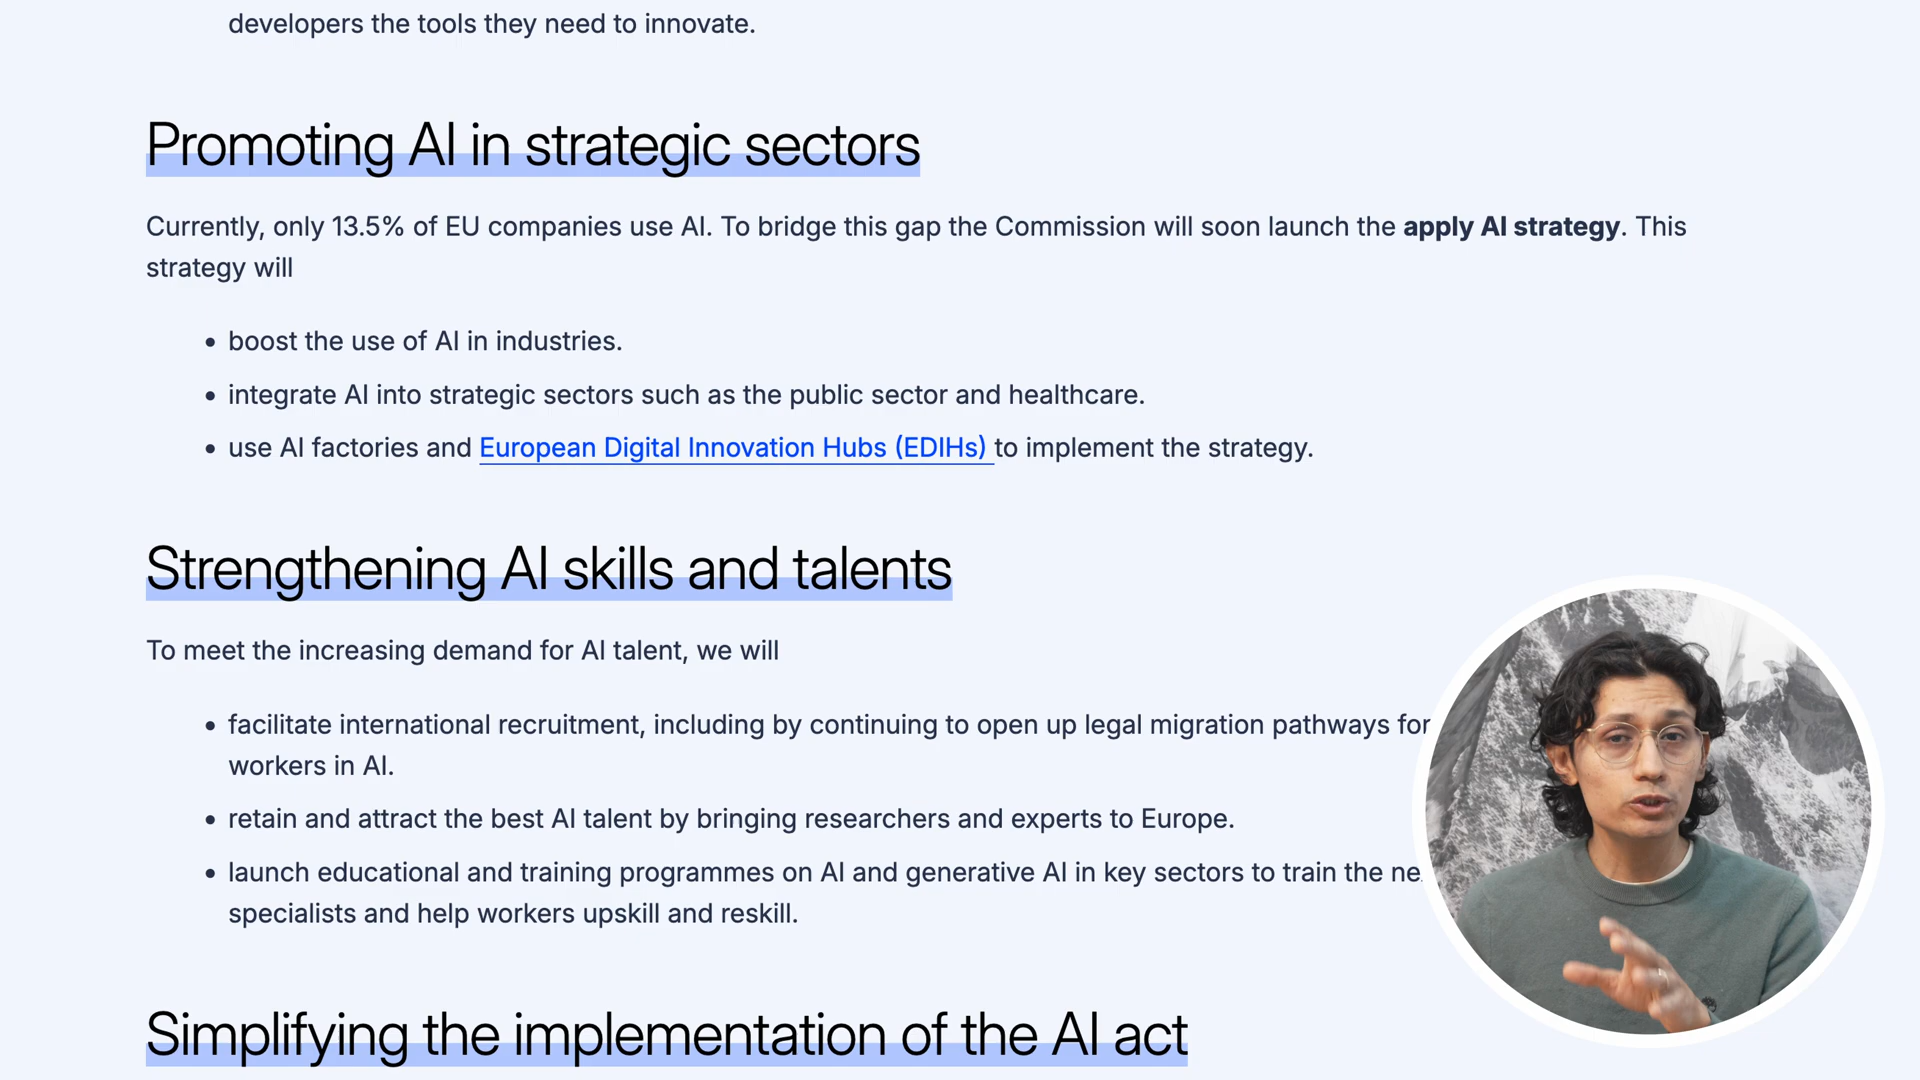 developers the tools they need to innovate.
Promoting AI in strategic sectors
Currently, only 13.5% of EU companies use AI. To bridge this gap the Commission will soon launch the apply AI strategy. This
strategy will
• boost the use of AI in industries.
• integrate AI into strategic sectors such as the public sector and healthcare.
• use AI factories and European Digital Innovation Hubs (EDIHs) to implement the strategy.
Strengthening AI skills and talents
To meet the increasing demand for AI talent, we will
• facilitate international recruitment, including by continuing to open up legal migration pathways for
workers in AI.
• retain and attract the best AI talent by bringing researchers and experts to Europe.
• launch educational and training programmes on AI and generative AI in key sectors to train the
specialists and help workers upskill and reskill.
Simplifying the implementation of the AI act